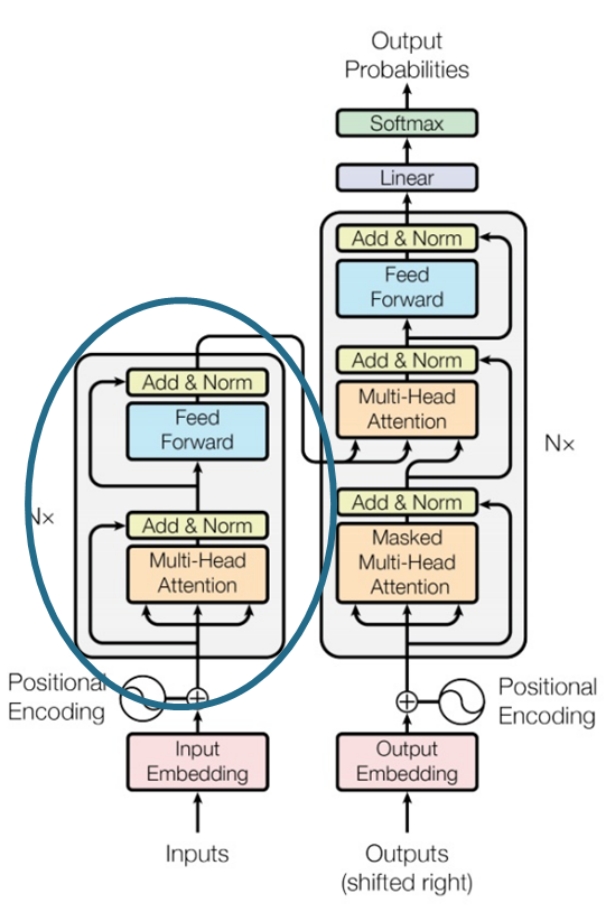 Output
Probabilities
Softmax
Linear
Add & Norm
Feed
Forward
Add & Norm
Multi-Head
Attention
Nx
Add & Norm
Masked
Multi-Head
Attention
Add & Norm
Feed
Forward
Nx
Add & Norm
Multi-Head
Attention
Positional
Encoding
Positional
Encoding
Input
Embedding
Output
Embedding
Inputs
Outputs
(shifted right)